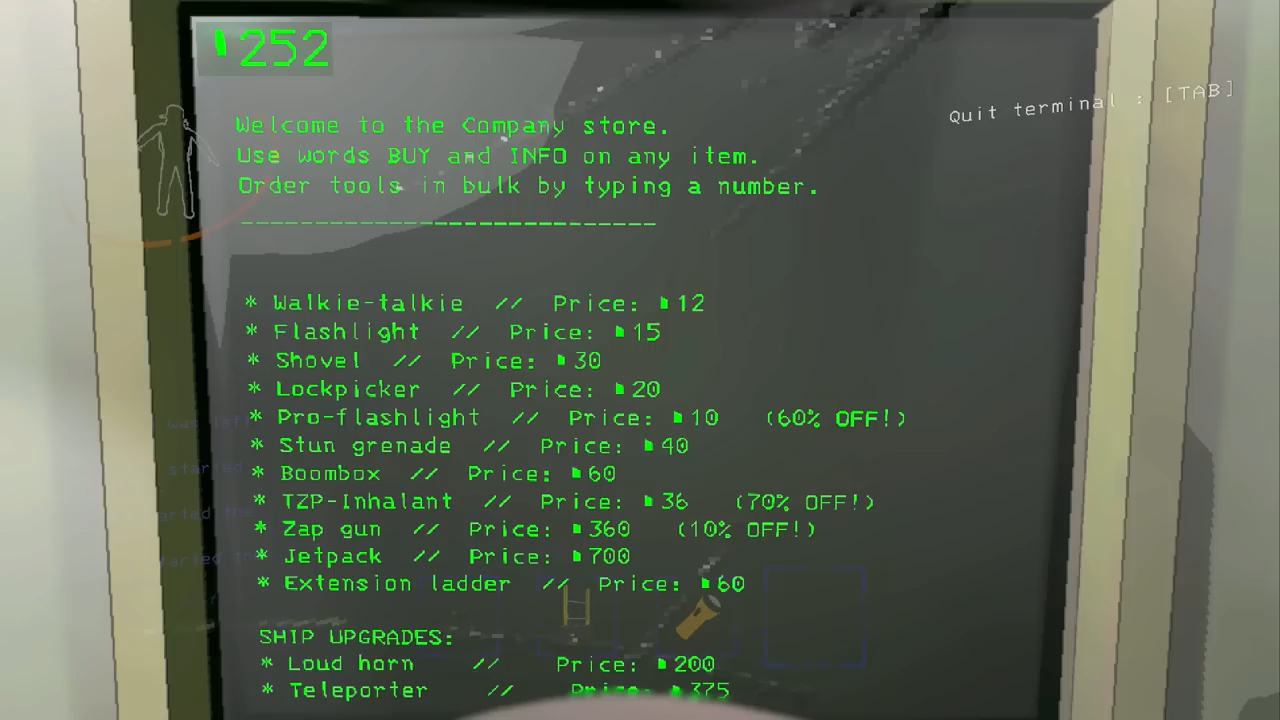 252
Quit terminal : [TAB]
Welcome to the Company store.
Use words BUY and INFO on any item.
Order tools in bulk by typing a number.
----------------------------
* Walkie-talkie // Price: ▮12
* Flashlight // Price: ▮15
* Shovel // Price: ▮30
* Lockpicker // Price: ▮20
* Pro-flashlight // Price: ▮10 (60% OFF!)
* Stun grenade // Price: ▮40
* Boombox // Price: ▮60
* TZP-Inhalant // Price: ▮36 (70% OFF!)
* Zap gun // Price: ▮360 (10% OFF!)
* Jetpack // Price: ▮700
* Extension ladder // Price: ▮60
SHIP UPGRADES:
* Loud horn // Price: ▮200
* Teleporter // Price: ▮375